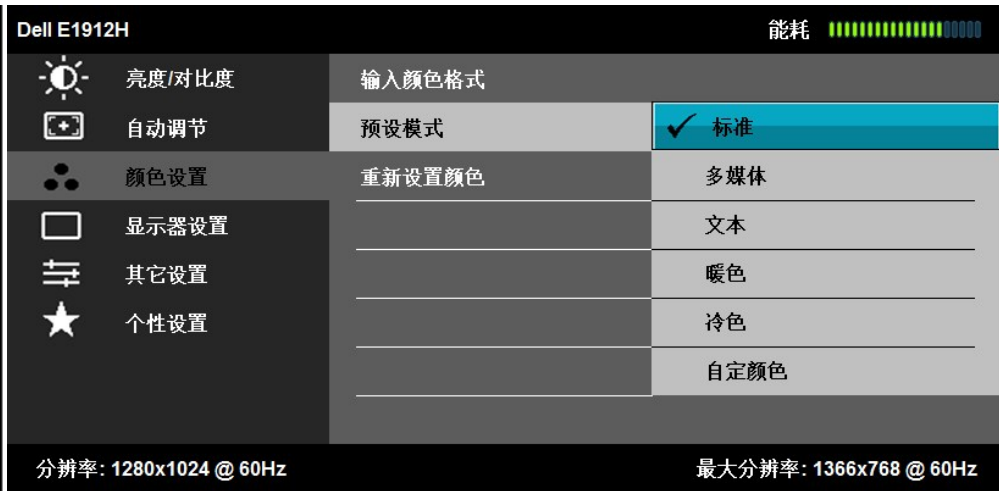 Dell E1912H 能耗
亮度/对比度 输入颜色格式
自动调节 预设模式 标准
颜色设置 重新设置颜色 多媒体
显示器设置 文本
其它设置 暖色
个性设置 冷色
自定颜色
分辨率: 1280x1024 @ 60Hz 最大分辨率: 1366x768 @ 60Hz